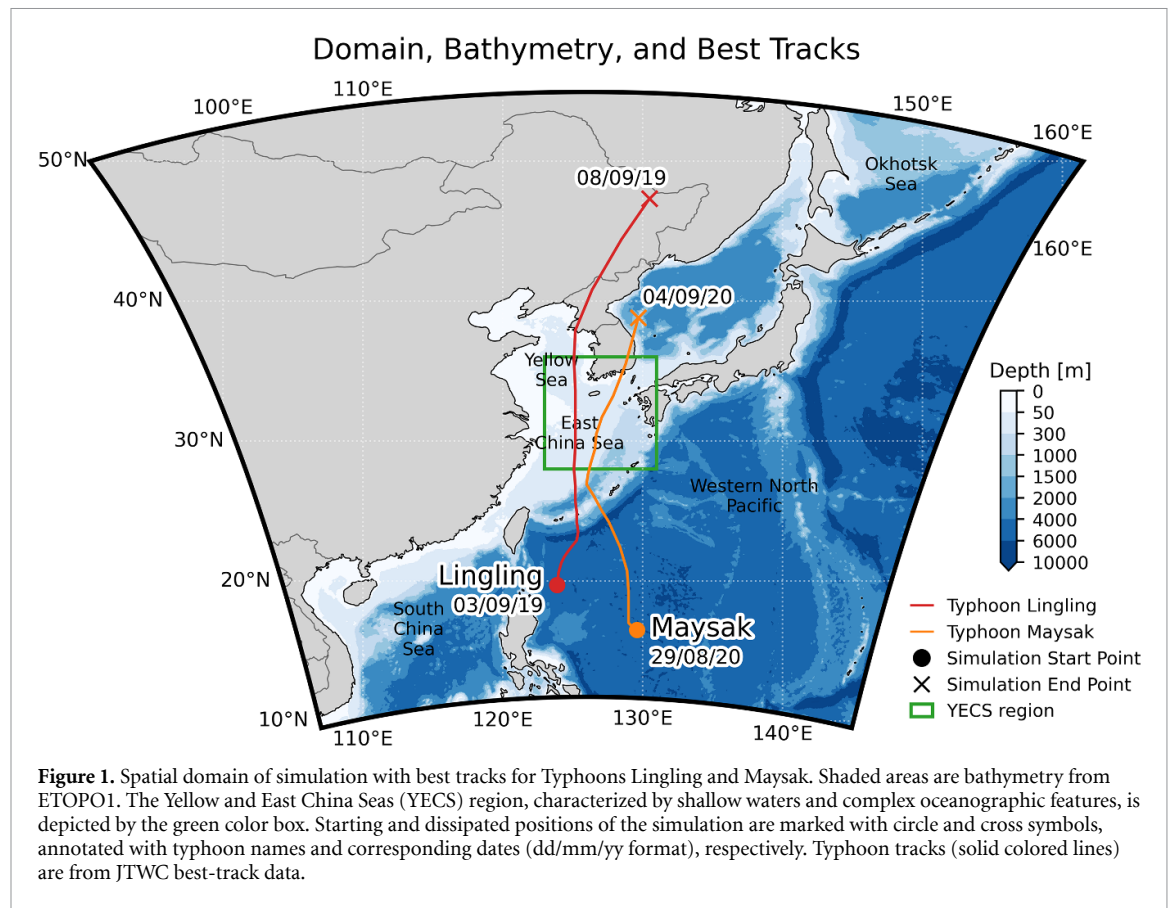 Domain, Bathymetry, and Best Tracks
100°E
110°E
150°E
160°E
50°N
Okhotsk
Sea
08/09/19
160°E
40°N
04/09/20
Yellow
Sea
Depth [m]
0
50
300
1000
1500
2000
4000
6000
10000
East
China Sea
30°N
Western North
Pacific
20°N
Lingling
03/09/19
South
China
Sea
Maysak
29/08/20
Typhoon Lingling
Typhoon Maysak
Simulation Start Point
Simulation End Point
YECS region
10°N
110°E
120°E
130°E
140°E
Figure 1. Spatial domain of simulation with best tracks for Typhoons Lingling and Maysak. Shaded areas are bathymetry from
ETOPO1. The Yellow and East China Seas (YECS) region, characterized by shallow waters and complex oceanographic features, is
depicted by the green color box. Starting and dissipated positions of the simulation are marked with circle and cross symbols,
annotated with typhoon names and corresponding dates (dd/mm/yy format), respectively. Typhoon tracks (solid colored lines)
are from JTWC best-track data.